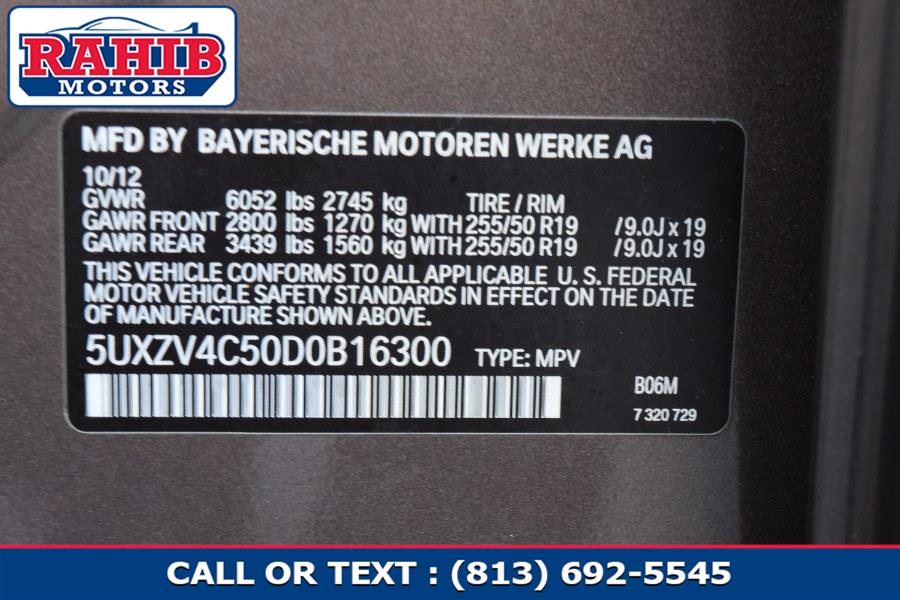 RAHIB
MOTORS
MFD BY BAYERISCHE MOTOREN WERKE AG
10/12
GVWR 6052 lbs 2745 kg TIRE / RIM
GAWR FRONT 2800 lbs 1270 kg WITH 255/50 R19 /9.0J x 19
GAWR REAR 3439 lbs 1560 kg WITH 255/50 R19 /9.0J x 19
THIS VEHICLE CONFORMS TO ALL APPLICABLE U. S. FEDERAL
MOTOR VEHICLE SAFETY STANDARDS IN EFFECT ON THE DATE
OF MANUFACTURE SHOWN ABOVE.
5UXZV4C50D0B16300 TYPE: MPV
B06M
7 320 729
CALL OR TEXT : (813) 692-5545